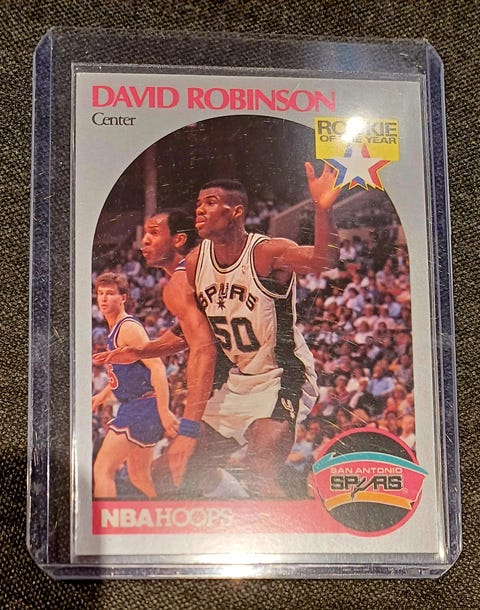 DAVID ROBINSON
Center
ROOKIE
OF THE YEAR
SPURS
50
SAN ANTONIO
SPURS
NBA HOOPS